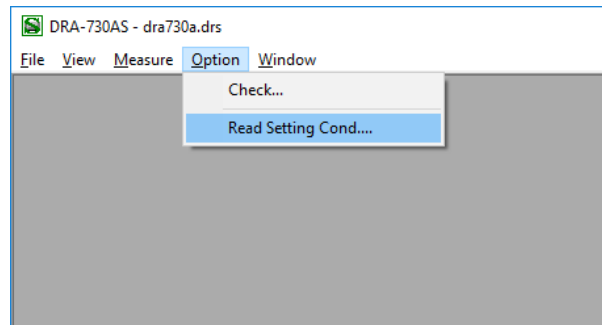 DRA-730AS - dra730a.drs
File View Measure Option Window
Check...
Read Setting Cond....